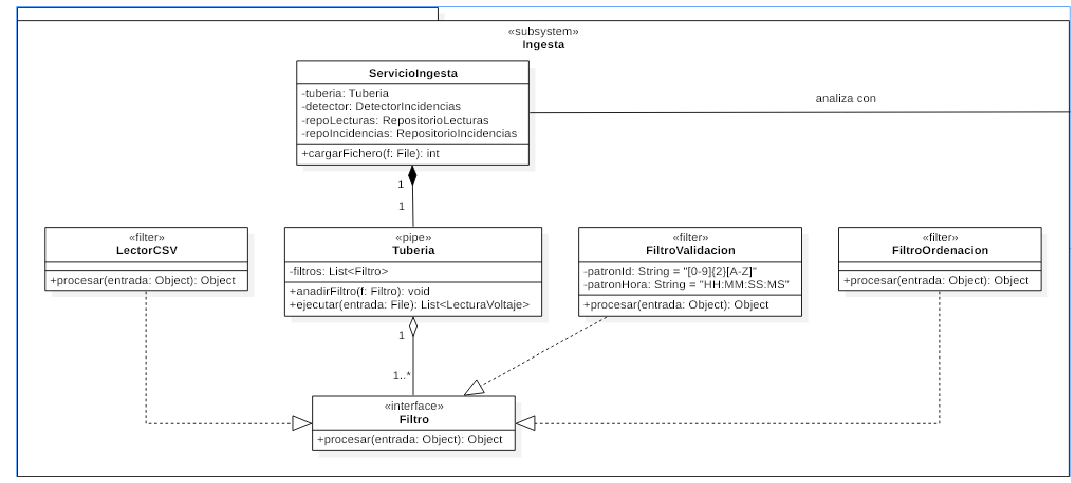 «subsystem»
Ingesta
ServicioIngesta
-tuberia: Tuberia
-detector: DetectorIncidencias
-repoLecturas: RepositorioLecturas
-repoIncidencias: RepositorioIncidencias
+cargarFichero(f: File): int
analiza con
1
1
«filter»
LectorCSV
+procesar(entrada: Object): Object
«pipe»
Tuberia
-filtros: List<Filtro>
+anadirFiltro(f: Filtro): void
+ejecutar(entrada: File): List<LecturaVoltaje>
«filter»
FiltroValidacion
-patronId: String = "[0-9]{2}[A-Z]"
-patronHora: String = "HH:MM:SS:MS"
+procesar(entrada: Object): Object
«filter»
FiltroOrdenacion
+procesar(entrada: Object): Object
1
1..*
«interface»
Filtro
+procesar(entrada: Object): Object